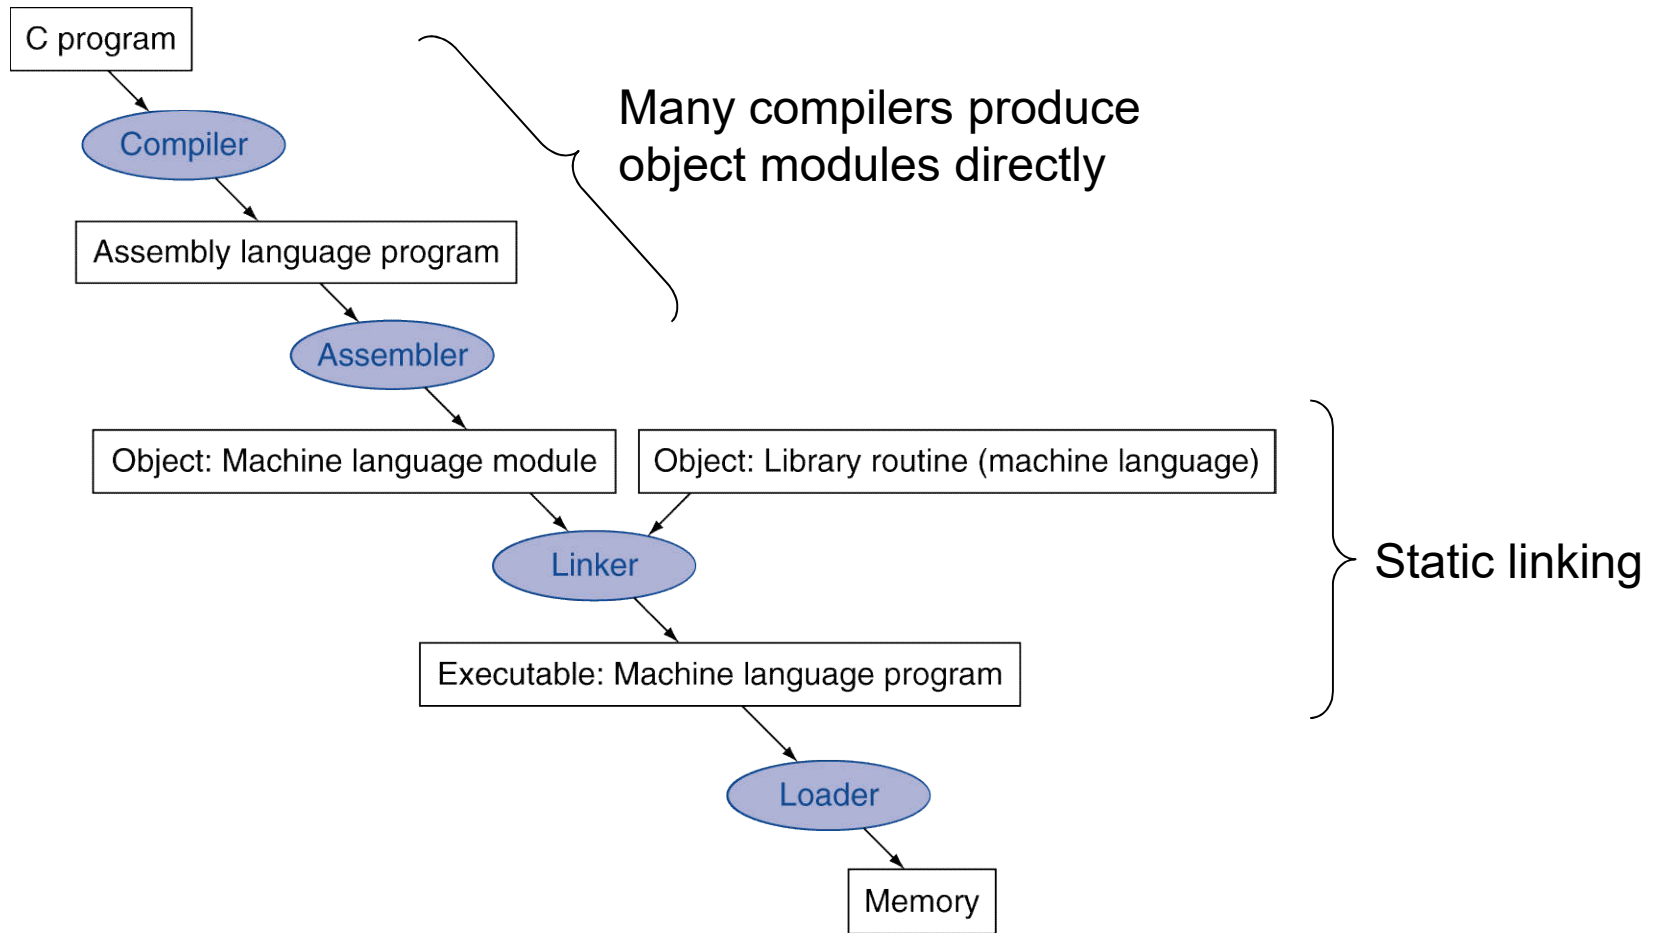 C program
Many compilers produce
object modules directly
Compiler
Assembly language program
Assembler
Object: Machine language module
Object: Library routine (machine language)
Linker
Static linking
Executable: Machine language program
Loader
Memory